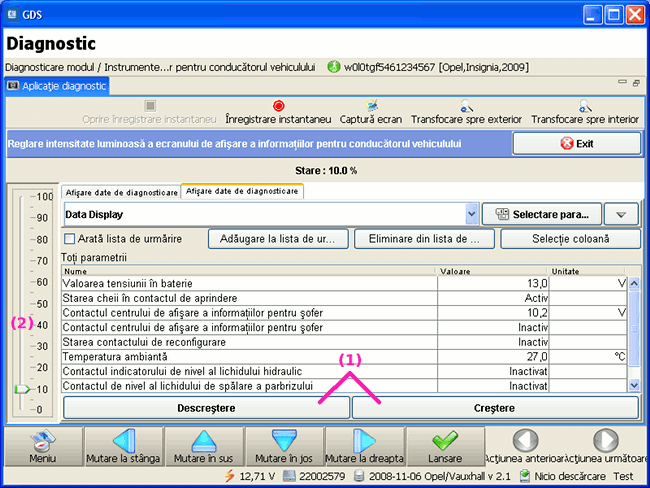 GDS
Diagnostic
Diagnosticare modul / Instrumente...r pentru conducătorul vehiculului w0l0tgf5461234567 [Opel,Insignia,2009]
Aplicaţie diagnostic
Oprire înregistrare instantaneu Înregistrare instantaneu Captură ecran Transfocare spre exterior Transfocare spre interior
Reglare intensitate luminoasă a ecranului de afişare a informaţiilor pentru conducătorul vehiculului Exit
Stare : 10.0 %
Afişare date de diagnosticare Afişare date de diagnosticare
Data Display Selectare para...
Arată lista de urmărire Adăugare la lista de ur... Eliminare din lista de ... Selecţie coloană
Toţi parametrii
Nume Valoare Unitate
Valoarea tensiunii în baterie 13,0 V
Starea cheii în contactul de aprindere Activ
Contactul centrului de afişare a informaţiilor pentru şofer 10,2 V
Contactul centrului de afişare a informaţiilor pentru şofer Inactiv
Starea contactului de reconfigurare Inactiv
Temperatura ambiantă 27,0 °C
Contactul indicatorului de nivel al lichidului hidraulic Inactivat
Contactul de nivel al lichidului de spălare a parbrizului Inactivat
100
90
80
70
60
50
40
30
20
10
0
(2)
(1)
Descreştere Creştere
Meniu Mutare la stânga Mutare în sus Mutare în jos Mutare la dreapta Lansare Acţiunea anterioară Acţiunea următoare
12,71 V 22002579 2008-11-06 Opel/Vauxhall v 2.1 Nicio descărcare Test